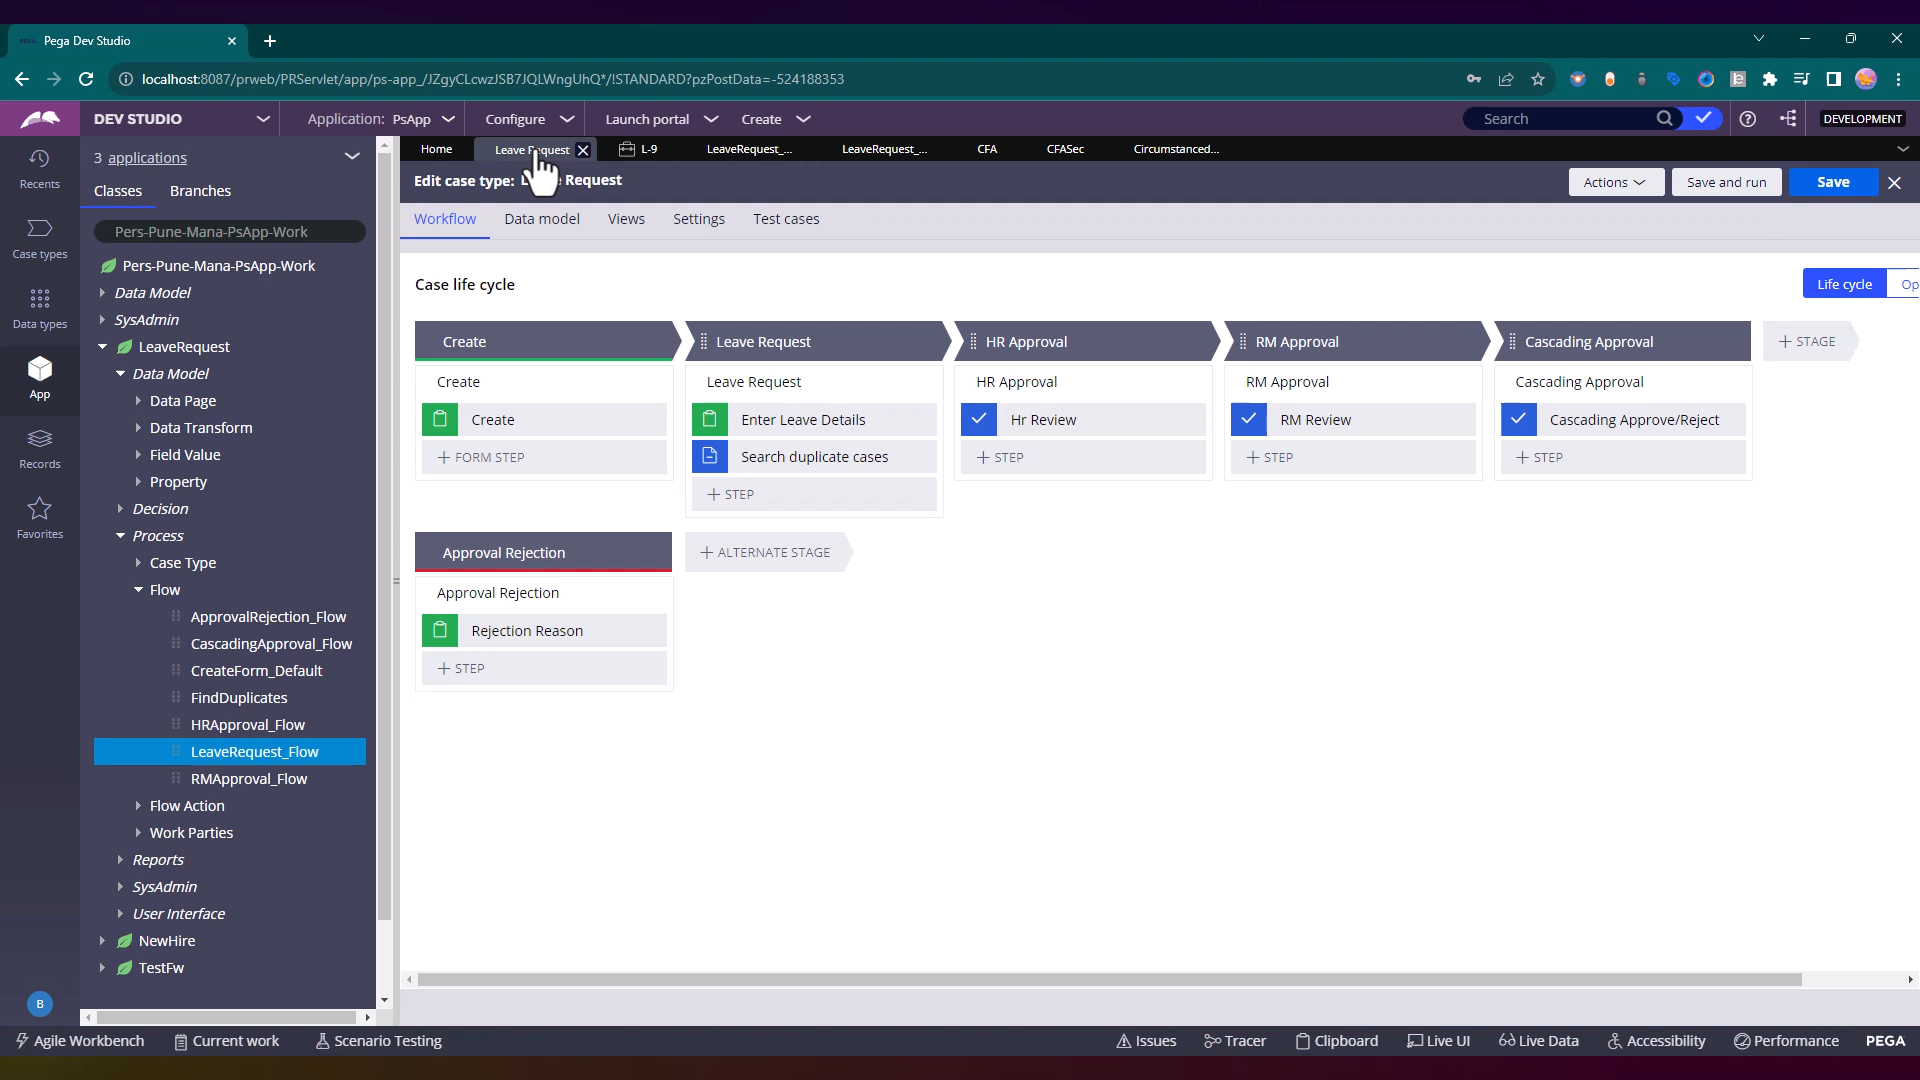 Pega Dev Studio
localhost:8087/prweb/PRServlet/app/ps-app_/JZgyCLcwzJSB7JQLWngUhQ*/!STANDARD?pzPostData=-524188353
DEV STUDIO
Application: PsApp
Configure
Launch portal
Create
Search
DEVELOPMENT
Recents
Case types
Data types
App
Records
Favorites
B
3 applications
Classes
Branches
Pers-Pune-Mana-PsApp-Work
Pers-Pune-Mana-PsApp-Work
Data Model
SysAdmin
LeaveRequest
Data Model
Data Page
Data Transform
Field Value
Property
Decision
Process
Case Type
Flow
ApprovalRejection_Flow
CascadingApproval_Flow
CreateForm_Default
FindDuplicates
HRApproval_Flow
LeaveRequest_Flow
RMApproval_Flow
Flow Action
Work Parties
Reports
SysAdmin
User Interface
NewHire
TestFw
Home
Leave Request
L-9
LeaveRequest_...
LeaveRequest_...
CFA
CFASec
Circumstanced...
Edit case type: Request
Actions
Save and run
Save
Workflow
Data model
Views
Settings
Test cases
Case life cycle
Life cycle
Op
Create
Leave Request
HR Approval
RM Approval
Cascading Approval
+ STAGE
Create
Create
+ FORM STEP
Leave Request
Enter Leave Details
Search duplicate cases
+ STEP
HR Approval
Hr Review
+ STEP
RM Approval
RM Review
+ STEP
Cascading Approval
Cascading Approve/Reject
+ STEP
Approval Rejection
+ ALTERNATE STAGE
Approval Rejection
Rejection Reason
+ STEP
Agile Workbench
Current work
Scenario Testing
Issues
Tracer
Clipboard
Live UI
Live Data
Accessibility
Performance
PEGA